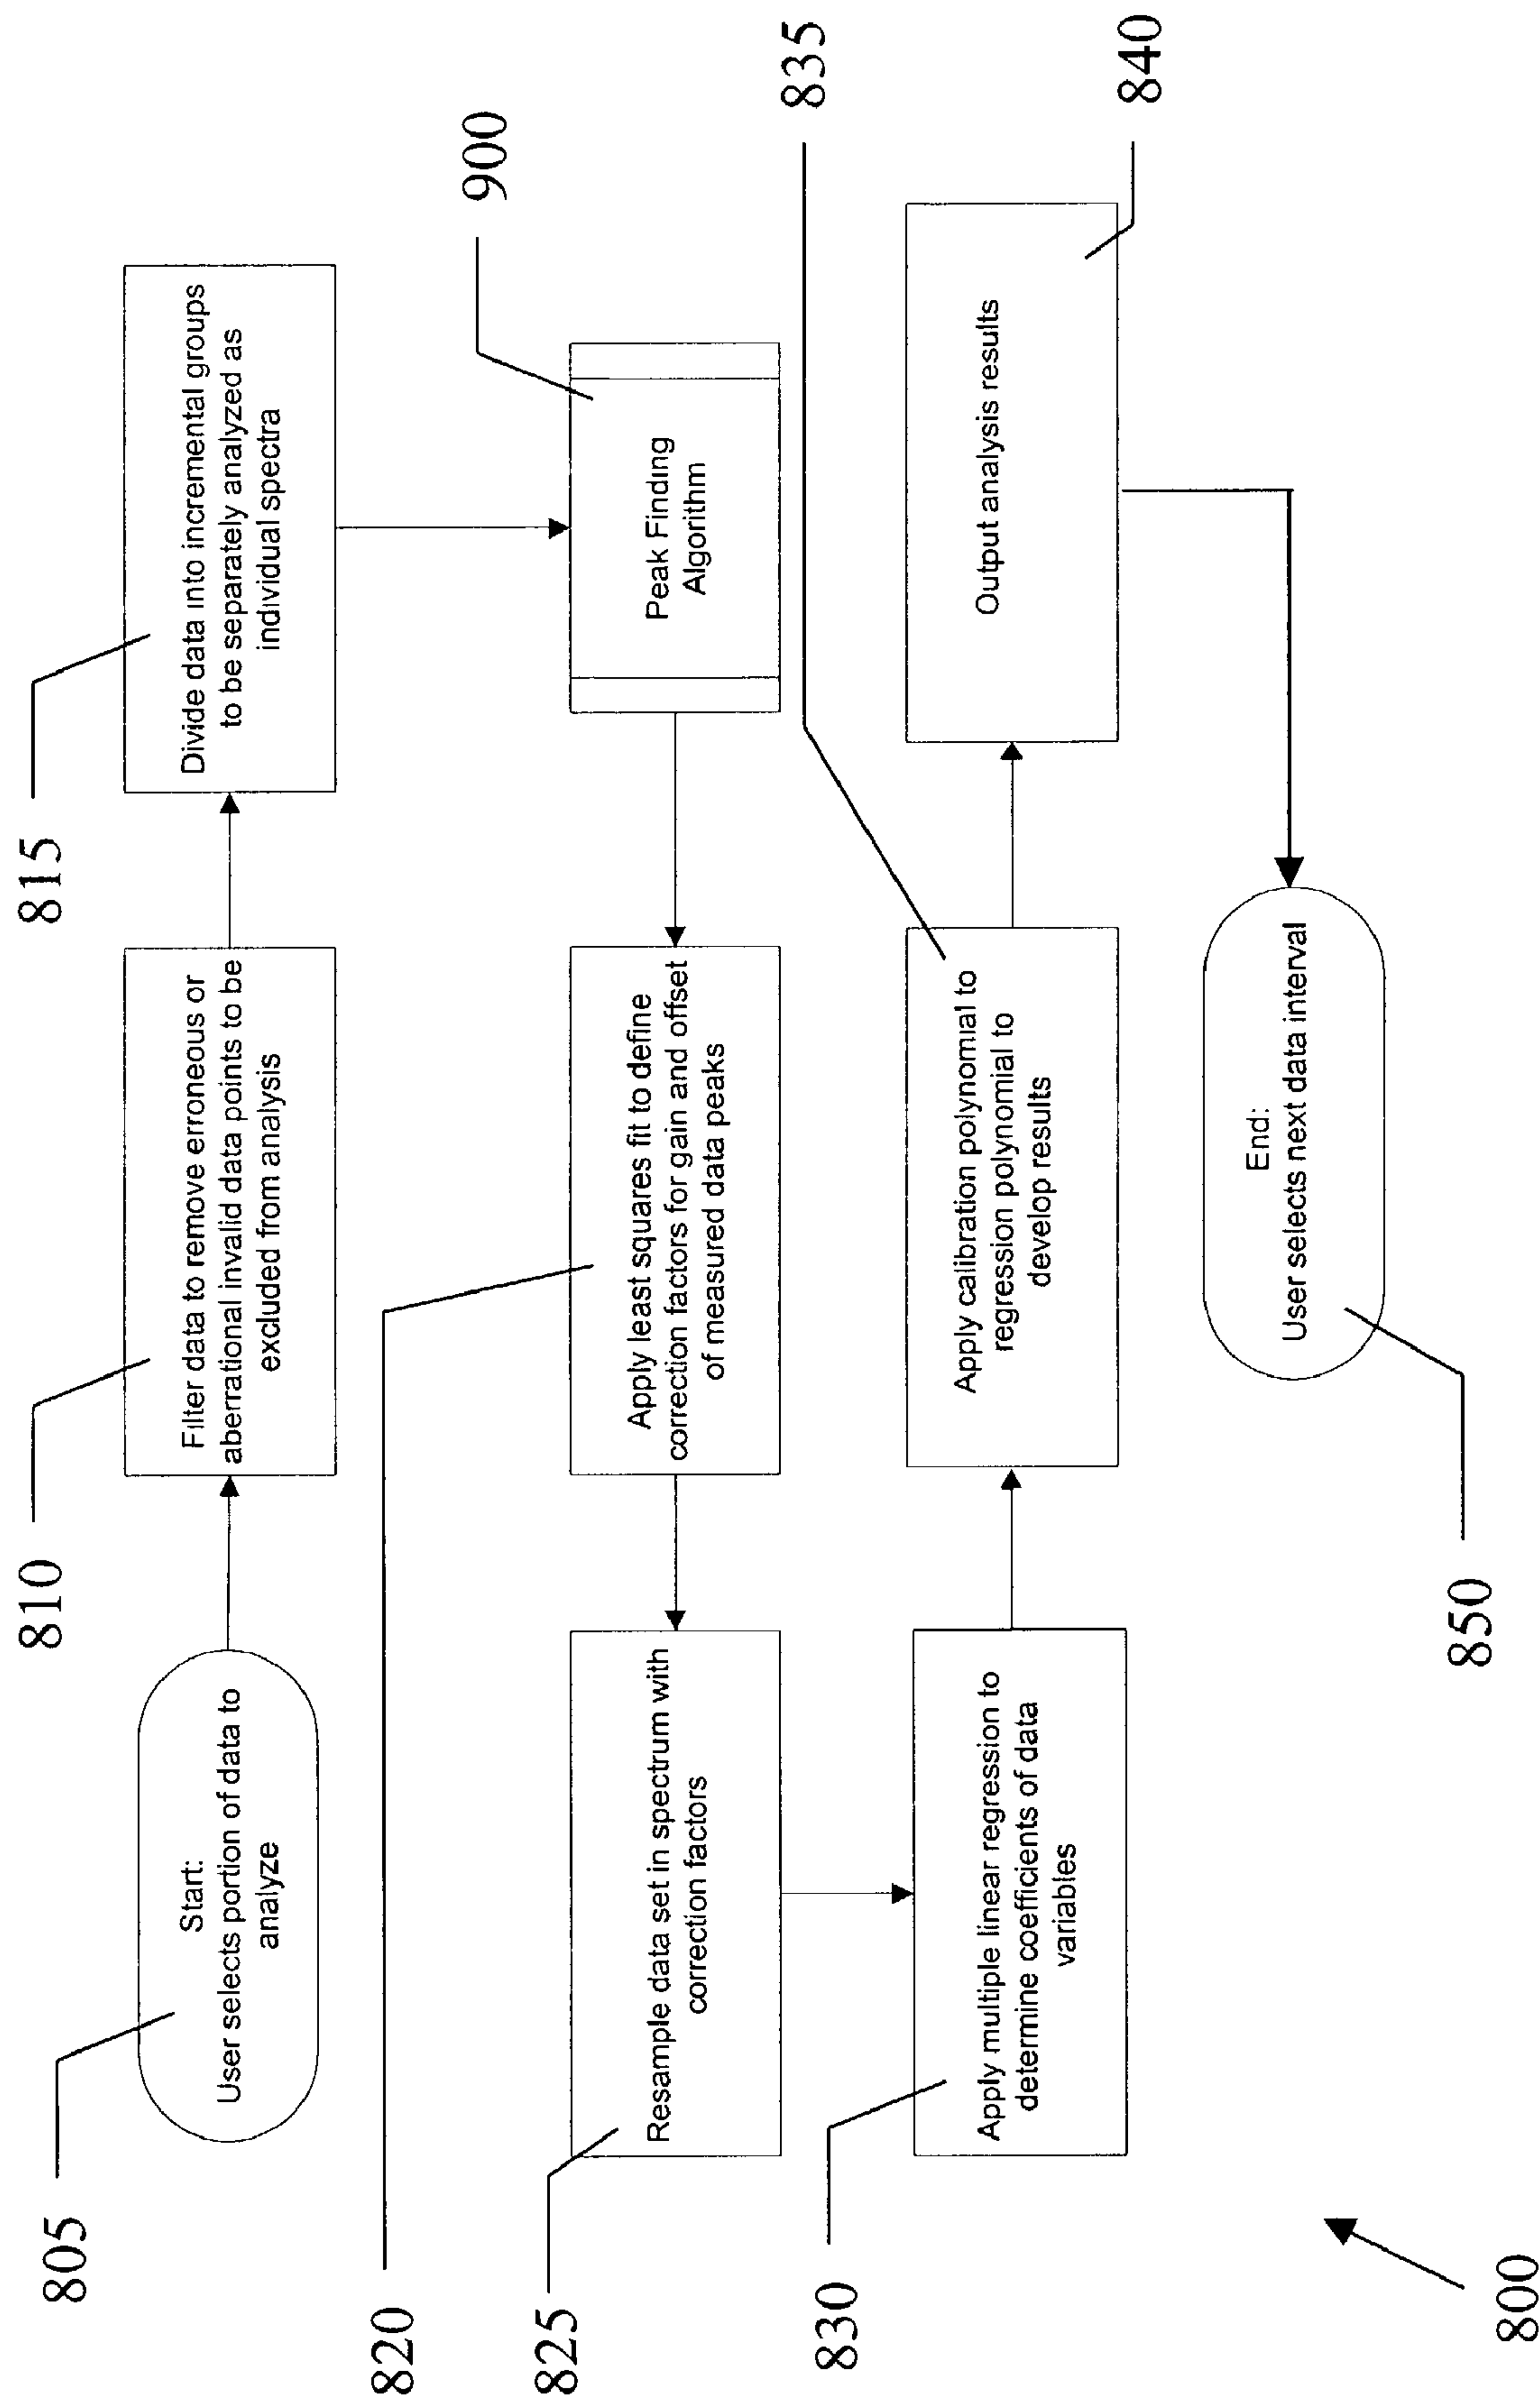 805
Start:
User selects portion of data to
analyze
810
Filter data to remove erroneous or
aberrational invalid data points to be
excluded from analysis
815
Divide data into incremental groups
to be separately analyzed as
individual spectra
900
Peak Finding
Algorithm
820
Apply least squares fit to define
correction factors for gain and offset
of measured data peaks
825
Resample data set in spectrum with
correction factors
830
Apply multiple linear regression to
determine coefficients of data
variables
835
Apply calibration polynomial to
regression polynomial to
develop results
840
Output analysis results
850
End:
User selects next data interval
800